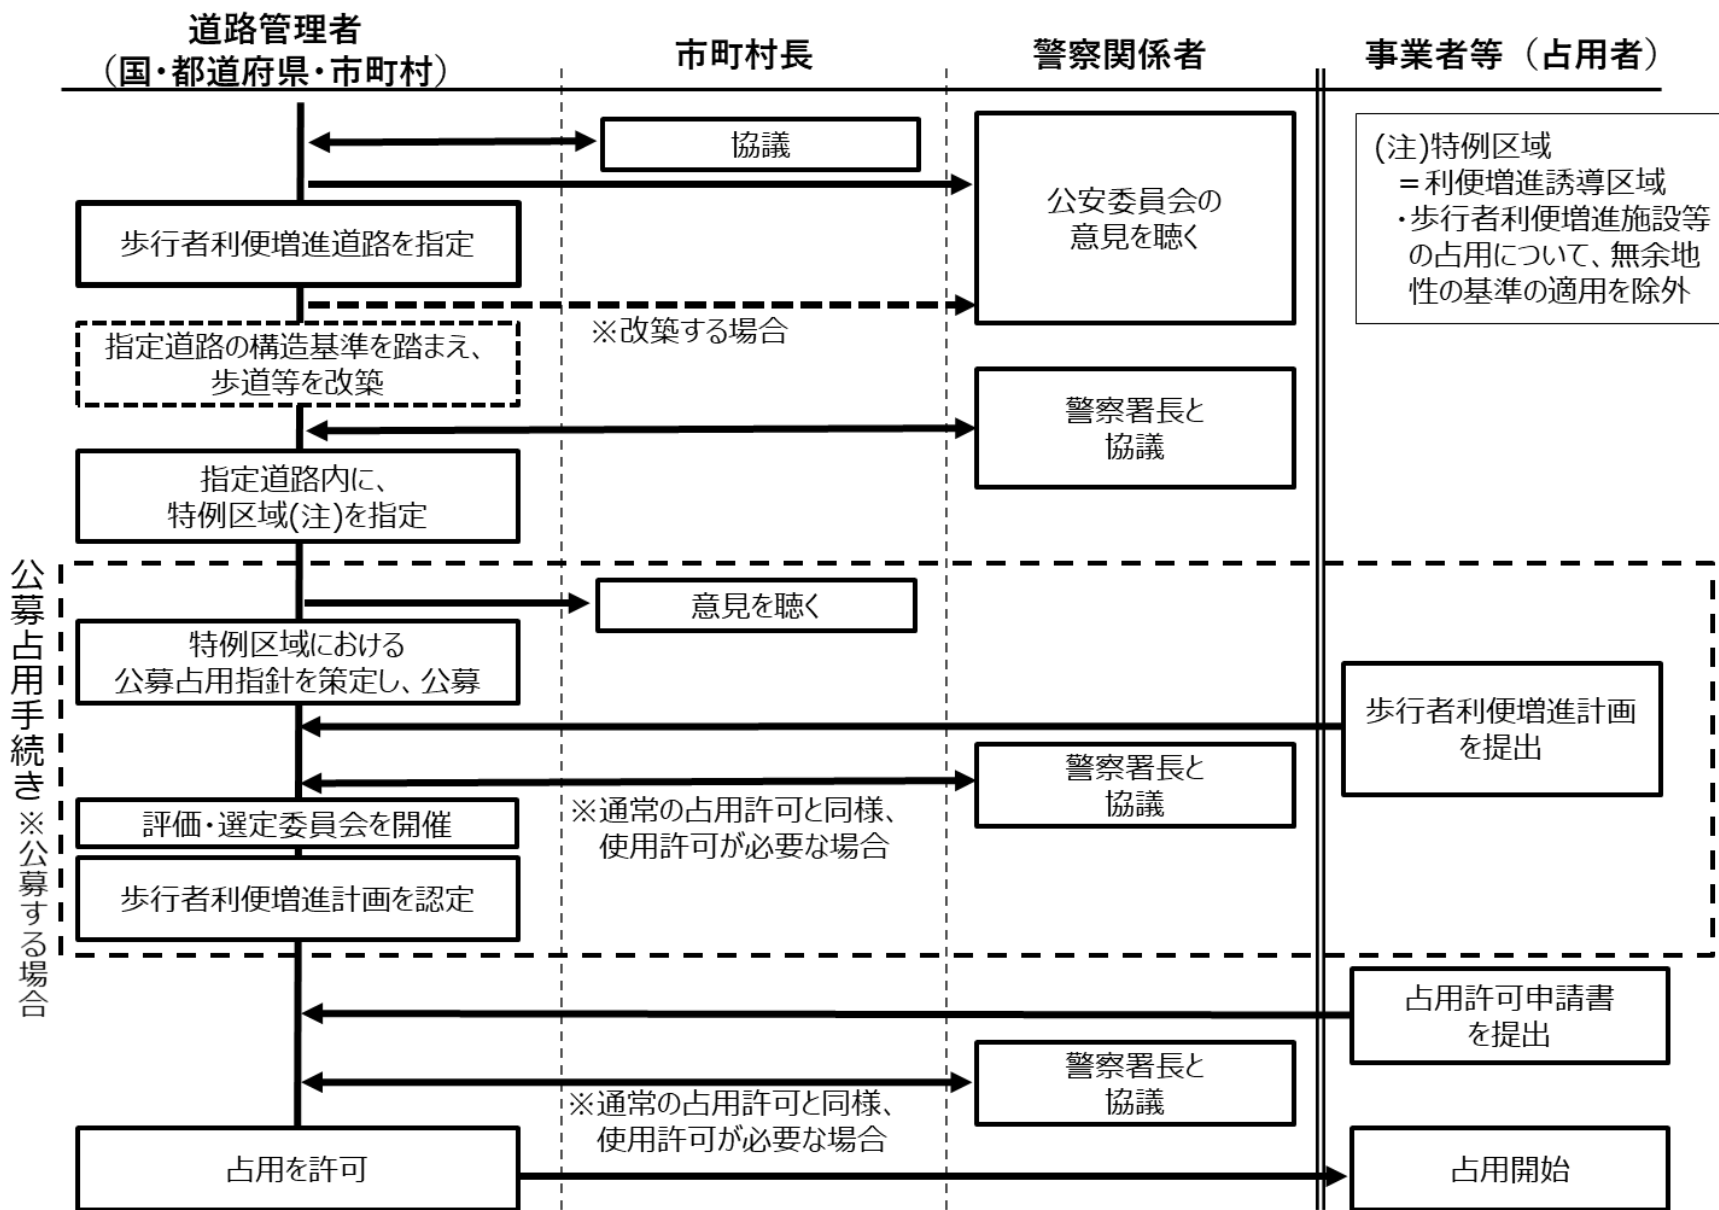 道路管理者
（国・都道府県・市町村）
市町村長
警察関係者
事業者等（占用者）
協議
公安委員会の
意見を聴く
(注)特例区域
＝利便増進誘導区域
・歩行者利便増進施設等
の占用について、無余地
性の基準の適用を除外
歩行者利便増進道路を指定
※改築する場合
指定道路の構造基準を踏まえ、
歩道等を改築
警察署長と
協議
指定道路内に、
特例区域(注)を指定
公募占用手続き※公募する場合
意見を聴く
特例区域における
公募占用指針を策定し、公募
歩行者利便増進計画
を提出
警察署長と
協議
※通常の占用許可と同様、
使用許可が必要な場合
評価・選定委員会を開催
歩行者利便増進計画を認定
占用許可申請書
を提出
警察署長と
協議
※通常の占用許可と同様、
使用許可が必要な場合
占用を許可
占用開始